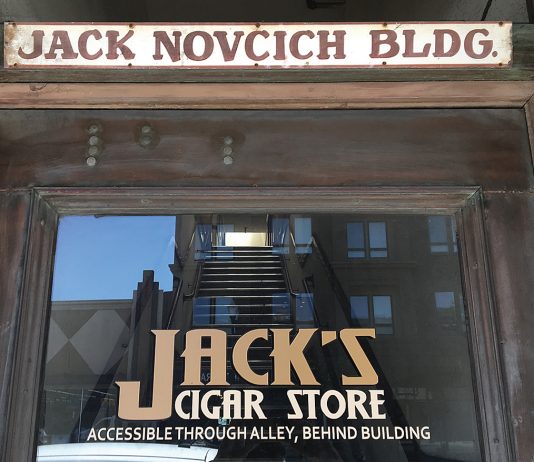 JACK NOVCICH BLDG.
JACK'S
CIGAR STORE
ACCESSIBLE THROUGH ALLEY, BEHIND BUILDING